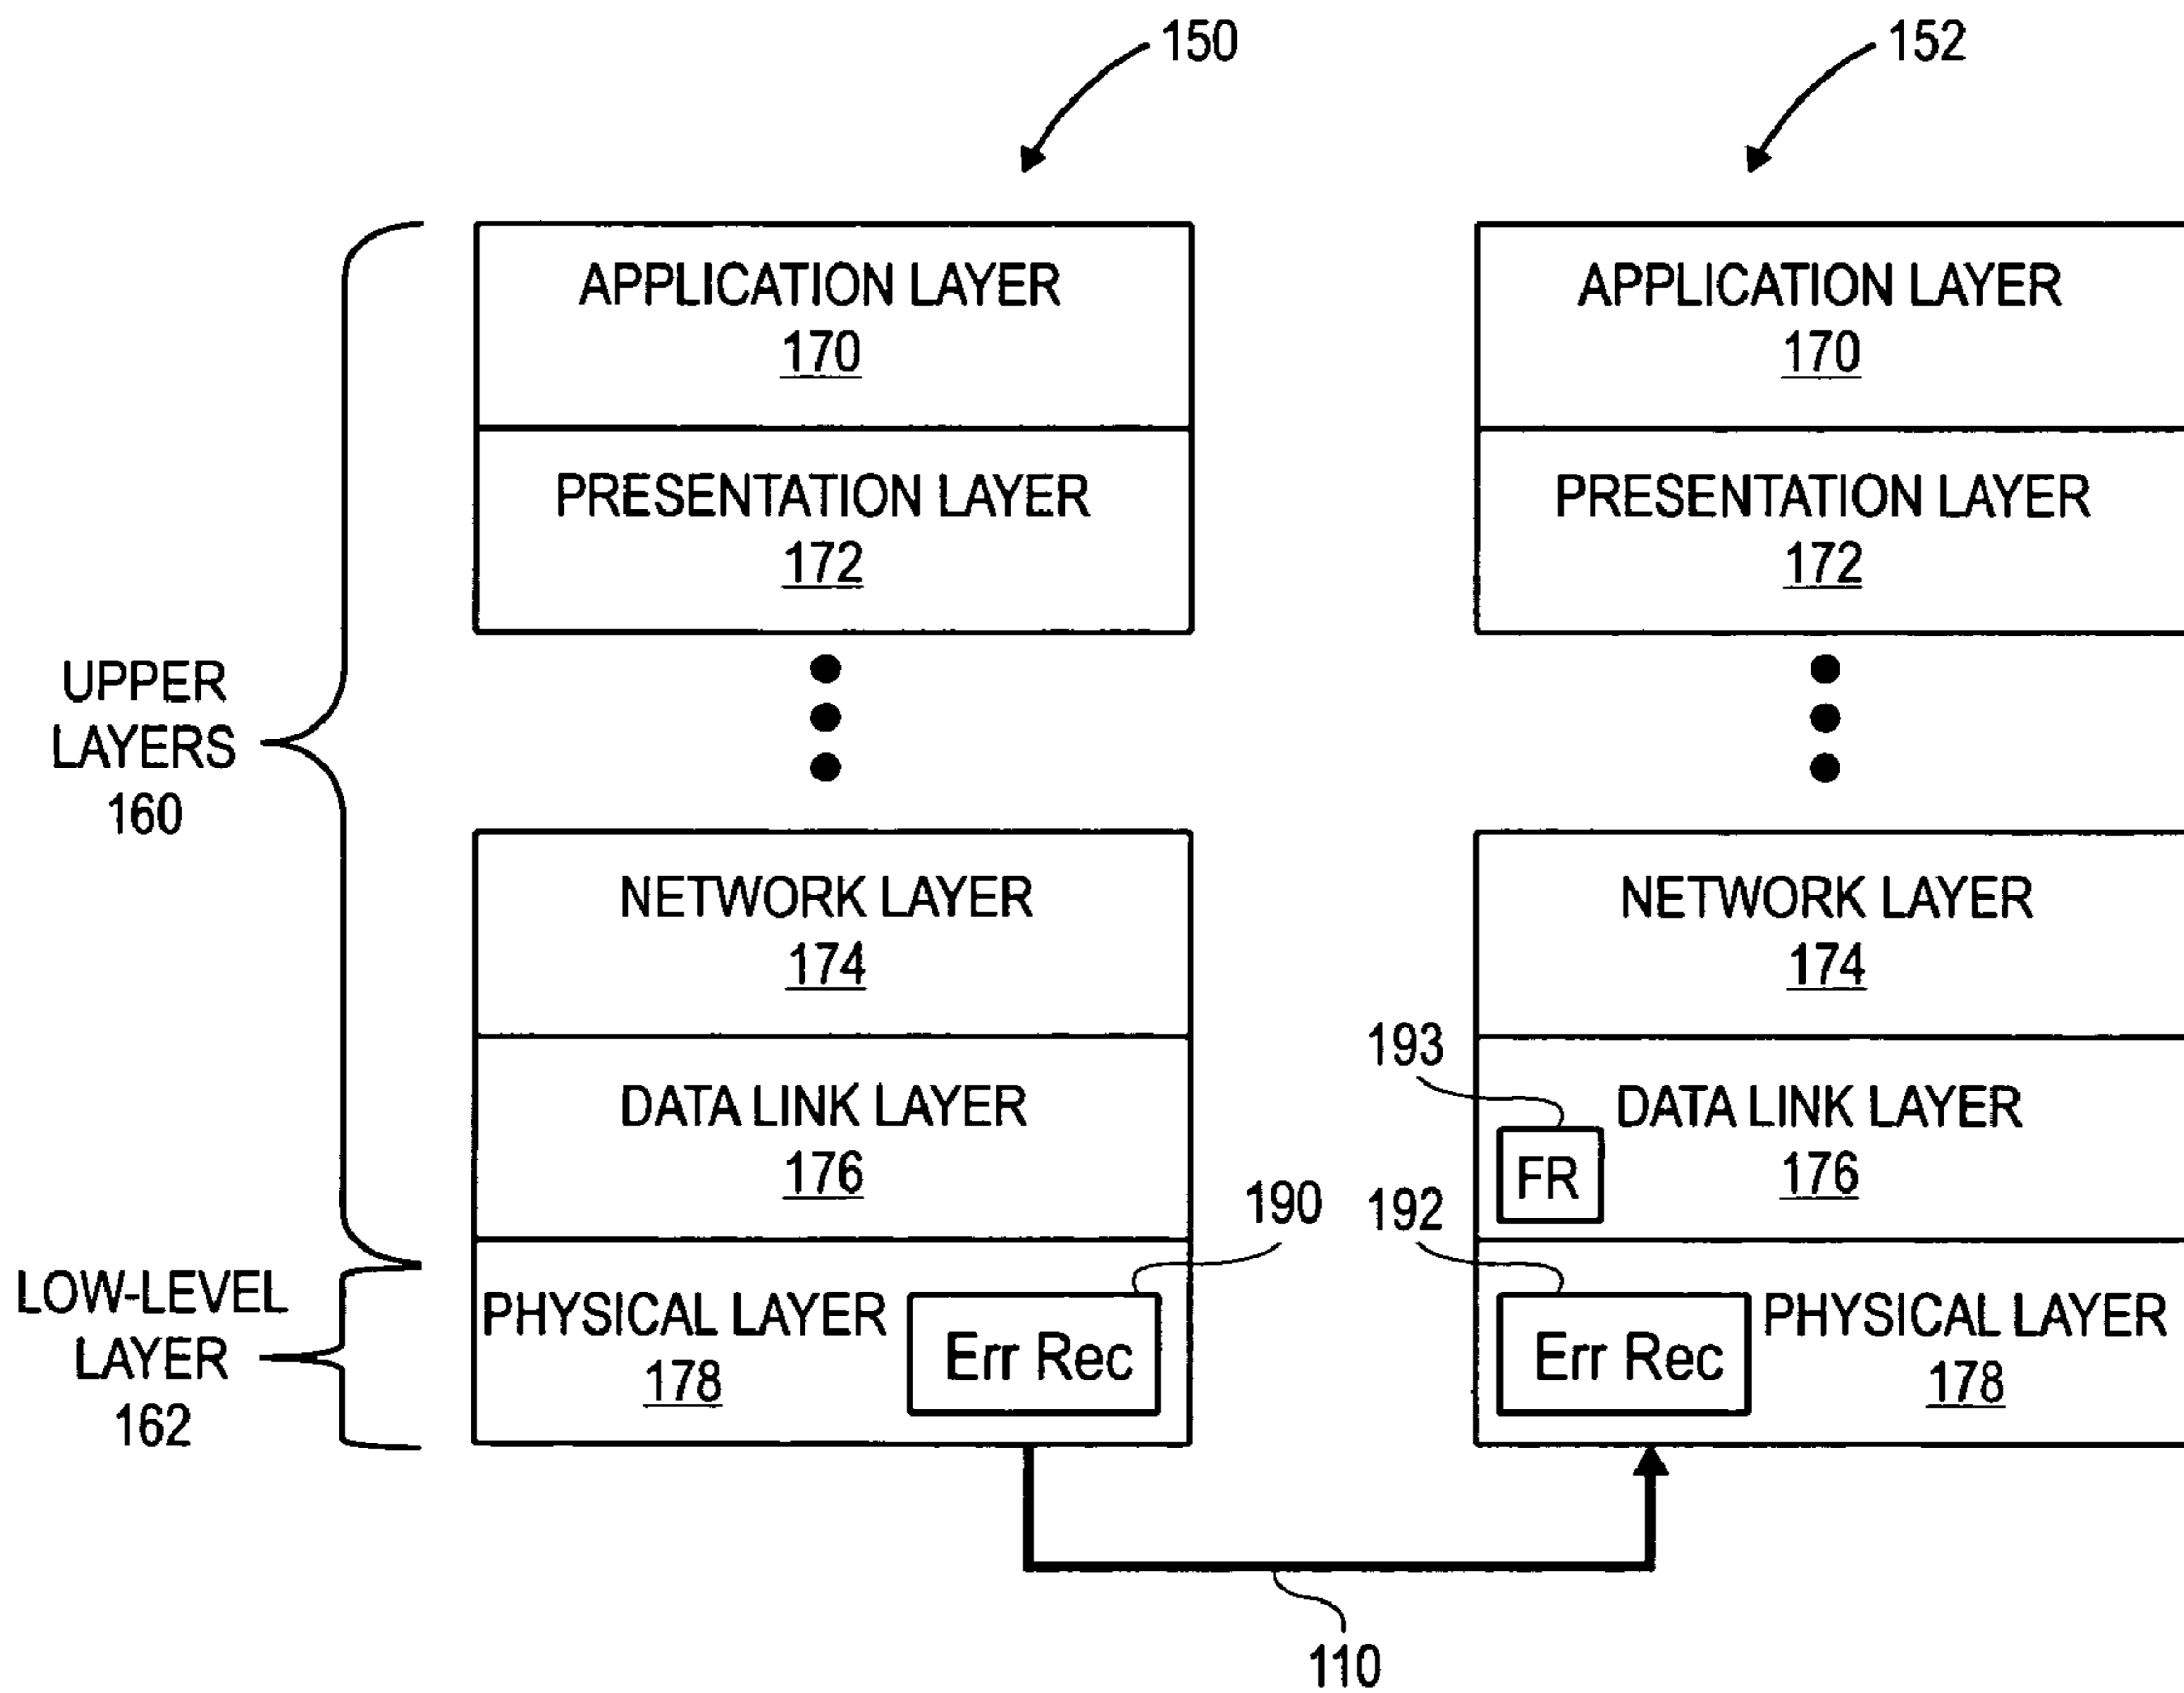 150
152
APPLICATION LAYER
170
APPLICATION LAYER
170
PRESENTATION LAYER
172
PRESENTATION LAYER
172
UPPER
LAYERS
160
NETWORK LAYER
174
NETWORK LAYER
174
DATA LINK LAYER
176
190
193
DATA LINK LAYER
176
FR
192
LOW-LEVEL
LAYER
162
PHYSICAL LAYER
178
Err Rec
Err Rec
PHYSICAL LAYER
178
110